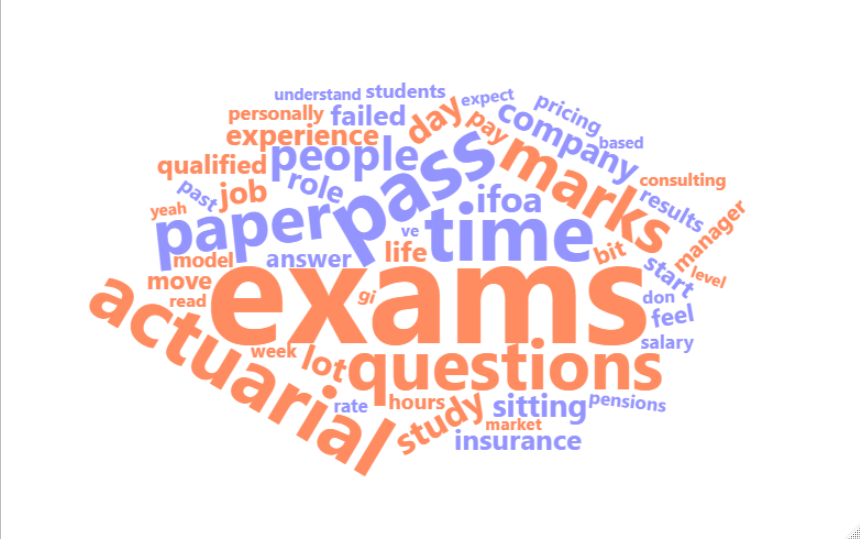 understand
students
expect
pricing
personally
failed
day
pay
company
based
experience
people
pass
marks
qualified
role
consulting
past
job
ifoa
results
yeah
paper
ve
time
manager
model
answer
life
bit
start
level
move
exams
read
gi
don
feel
actuarial
salary
week
lot
questions
rate
hours
study
sitting
pensions
market
insurance